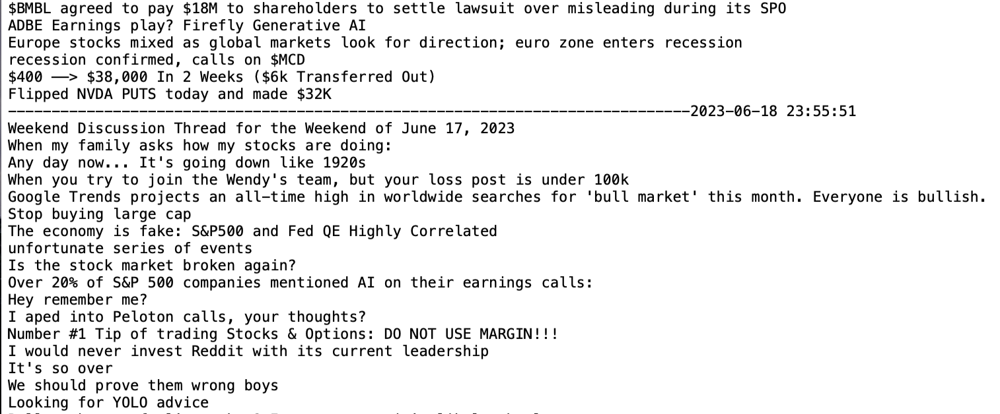 $BMBL agreed to pay $18M to shareholders to settle lawsuit over misleading during its SPO
ADBE Earnings play? Firefly Generative AI
Europe stocks mixed as global markets look for direction; euro zone enters recession
recession confirmed, calls on $MCD
$400 ——> $38,000 In 2 Weeks ($6k Transferred Out)
Flipped NVDA PUTS today and made $32K
------------------------------------------------------------------------------2023-06-18 23:55:51
Weekend Discussion Thread for the Weekend of June 17, 2023
When my family asks how my stocks are doing:
Any day now... It's going down like 1920s
When you try to join the Wendy's team, but your loss post is under 100k
Google Trends projects an all-time high in worldwide searches for 'bull market' this month. Everyone is bullish.
Stop buying large cap
The economy is fake: S&P500 and Fed QE Highly Correlated
unfortunate series of events
Is the stock market broken again?
Over 20% of S&P 500 companies mentioned AI on their earnings calls:
Hey remember me?
I aped into Peloton calls, your thoughts?
Number #1 Tip of trading Stocks & Options: DO NOT USE MARGIN!!!
I would never invest Reddit with its current leadership
It's so over
We should prove them wrong boys
Looking for YOLO advice